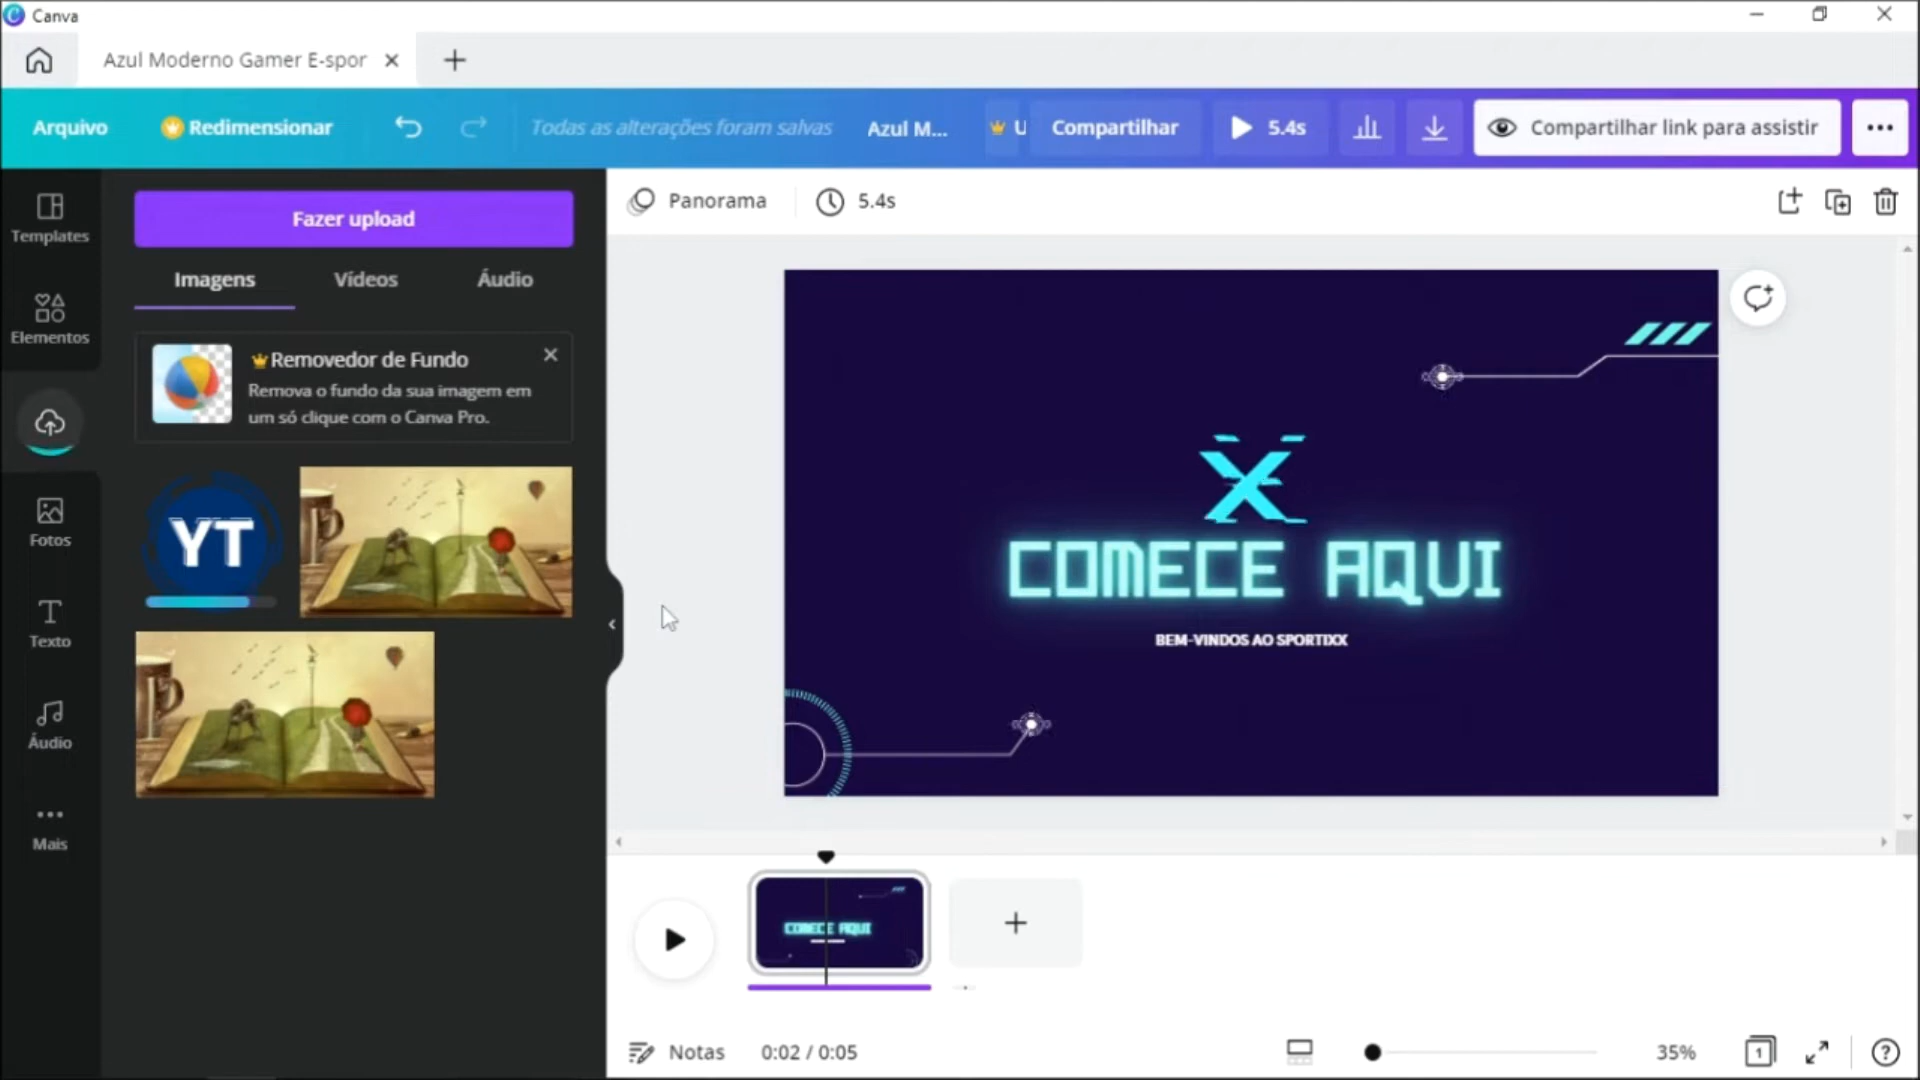 Canva
Azul Moderno Gamer E-spor
Arquivo
Redimensionar
Todas as alterações foram salvas
Azul M...
U
Compartilhar
5.4s
Compartilhar link para assistir
Templates
Elementos
Fotos
Texto
Áudio
Mais
Fazer upload
Imagens
Vídeos
Áudio
Removedor de Fundo
Remova o fundo da sua imagem em
um só clique com o Canva Pro.
YT
Panorama
5.4s
X
COMECE AQUI
BEM-VINDOS AO SPORTIXX
COMECE AQUI
Notas
0:02 / 0:05
35%
1
?